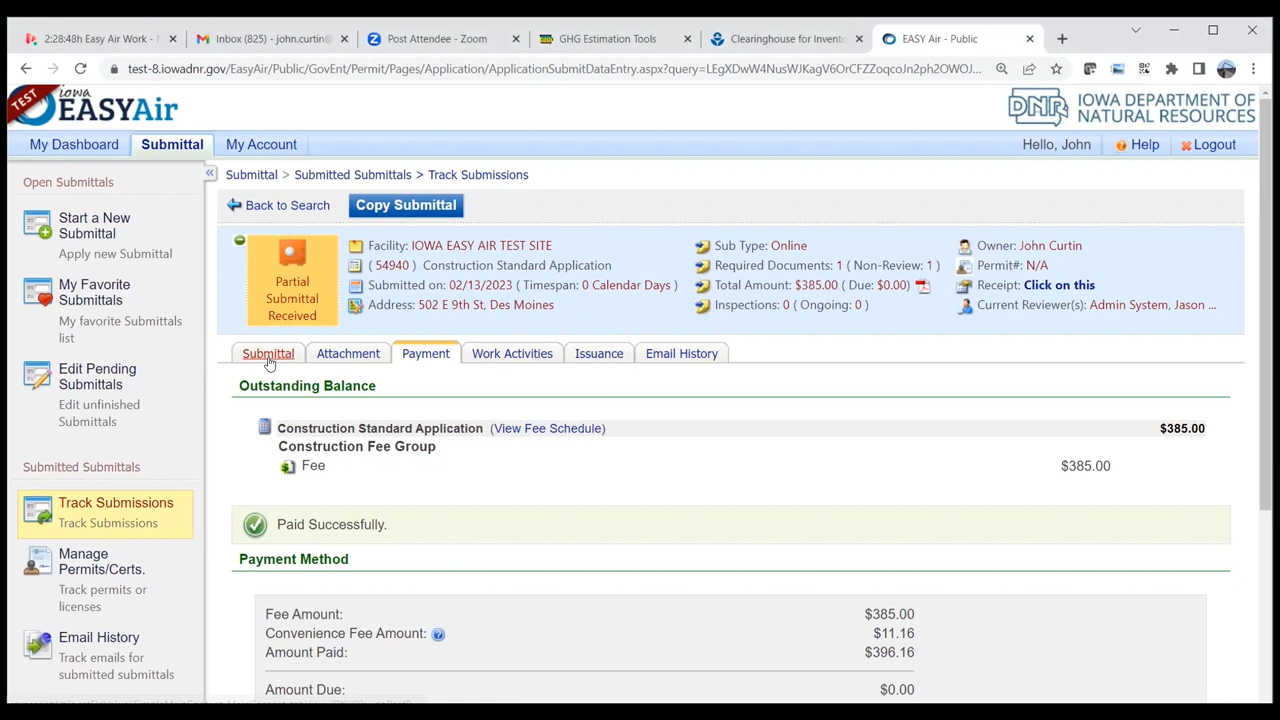 2:28:48h Easy Air Work -
Inbox (825) - john.curtin@
Post Attendee - Zoom
GHG Estimation Tools
Clearinghouse for Invento
EASY Air - Public
test-8.iowadnr.gov/EasyAir/Public/GovEnt/Permit/Pages/Application/ApplicationSubmitDataEntry.aspx?query=LEgXDwW4NusWJKagV6OrCFZZoqcoJn2ph2OWOJ...
TEST
iowa
EASYAir
DNR IOWA DEPARTMENT OF
NATURAL RESOURCES
My Dashboard
Submittal
My Account
Hello, John
Help
Logout
Open Submittals
Start a New
Submittal
Apply new Submittal
My Favorite
Submittals
My favorite Submittals
list
Edit Pending
Submittals
Edit unfinished
Submittals
Submitted Submittals
Track Submissions
Track Submissions
Manage
Permits/Certs.
Track permits or
licenses
Email History
Track emails for
submitted submittals
Submittal > Submitted Submittals > Track Submissions
Back to Search
Copy Submittal
Partial
Submittal
Received
Facility: IOWA EASY AIR TEST SITE
( 54940 ) Construction Standard Application
Submitted on: 02/13/2023 ( Timespan: 0 Calendar Days )
Address: 502 E 9th St, Des Moines
Sub Type: Online
Required Documents: 1 ( Non-Review: 1 )
Total Amount: $385.00 ( Due: $0.00 )
Inspections: 0 ( Ongoing: 0 )
Owner: John Curtin
Permit#: N/A
Receipt: Click on this
Current Reviewer(s): Admin System, Jason ...
Submittal
Attachment
Payment
Work Activities
Issuance
Email History
Outstanding Balance
Construction Standard Application (View Fee Schedule) $385.00
Construction Fee Group
Fee $385.00
Paid Successfully.
Payment Method
Fee Amount: $385.00
Convenience Fee Amount: $11.16
Amount Paid: $396.16
Amount Due: $0.00